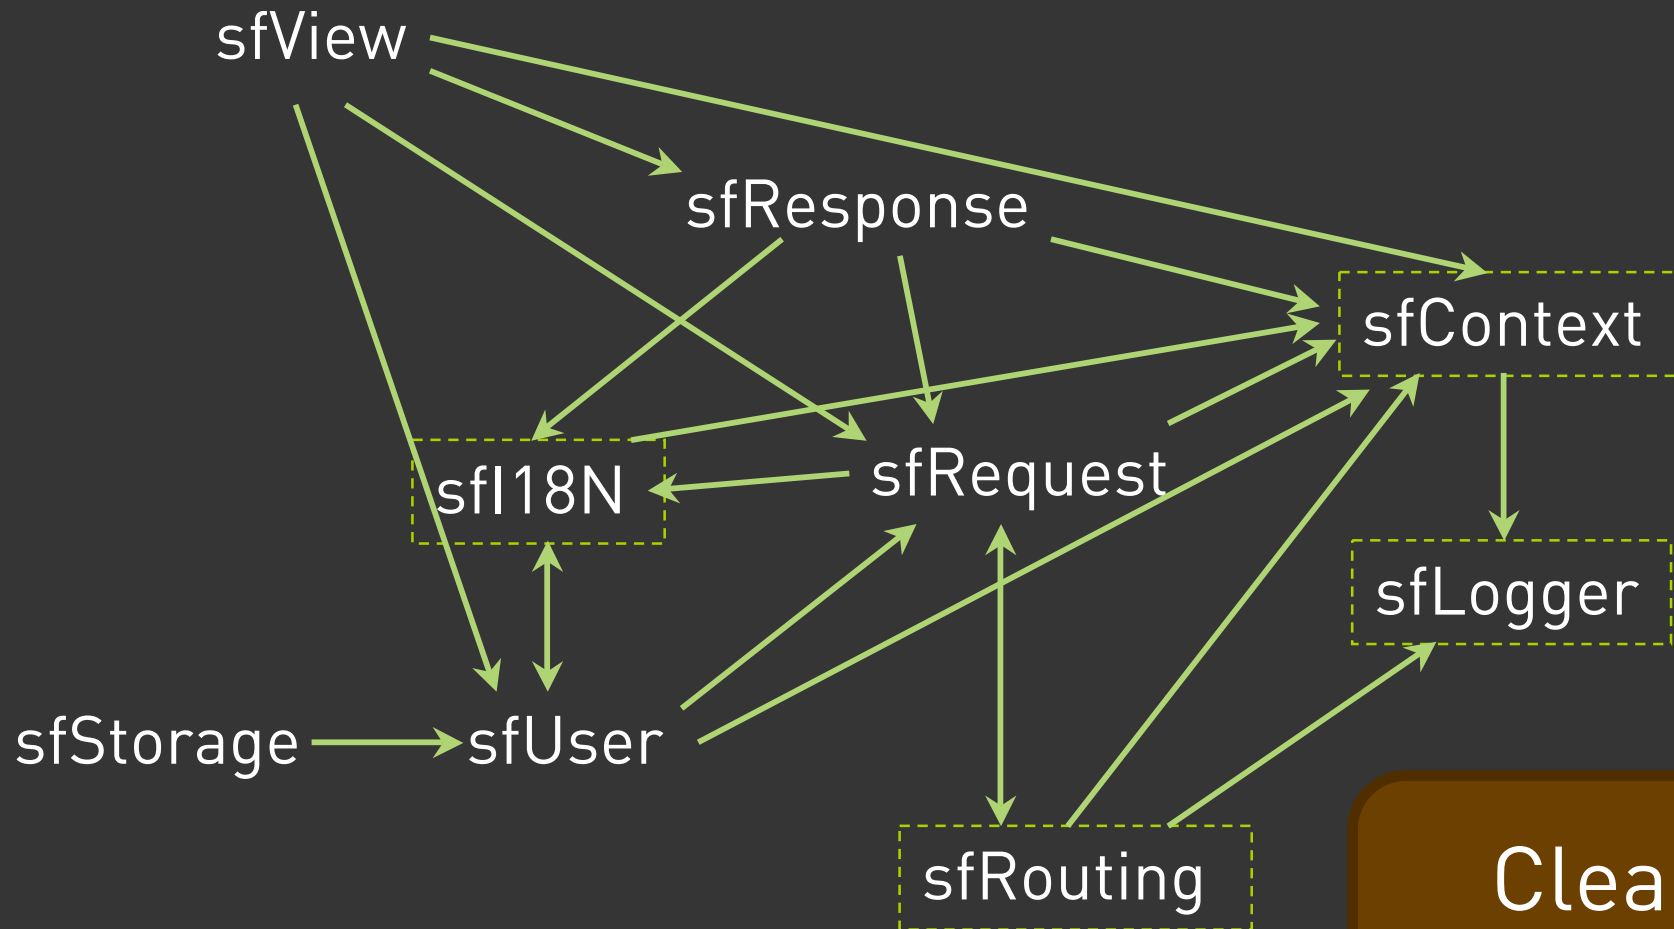 sfView
sfResponse
sfContext
sfI18N
sfRequest
sfLogger
sfStorage
sfUser
sfRouting
Clea